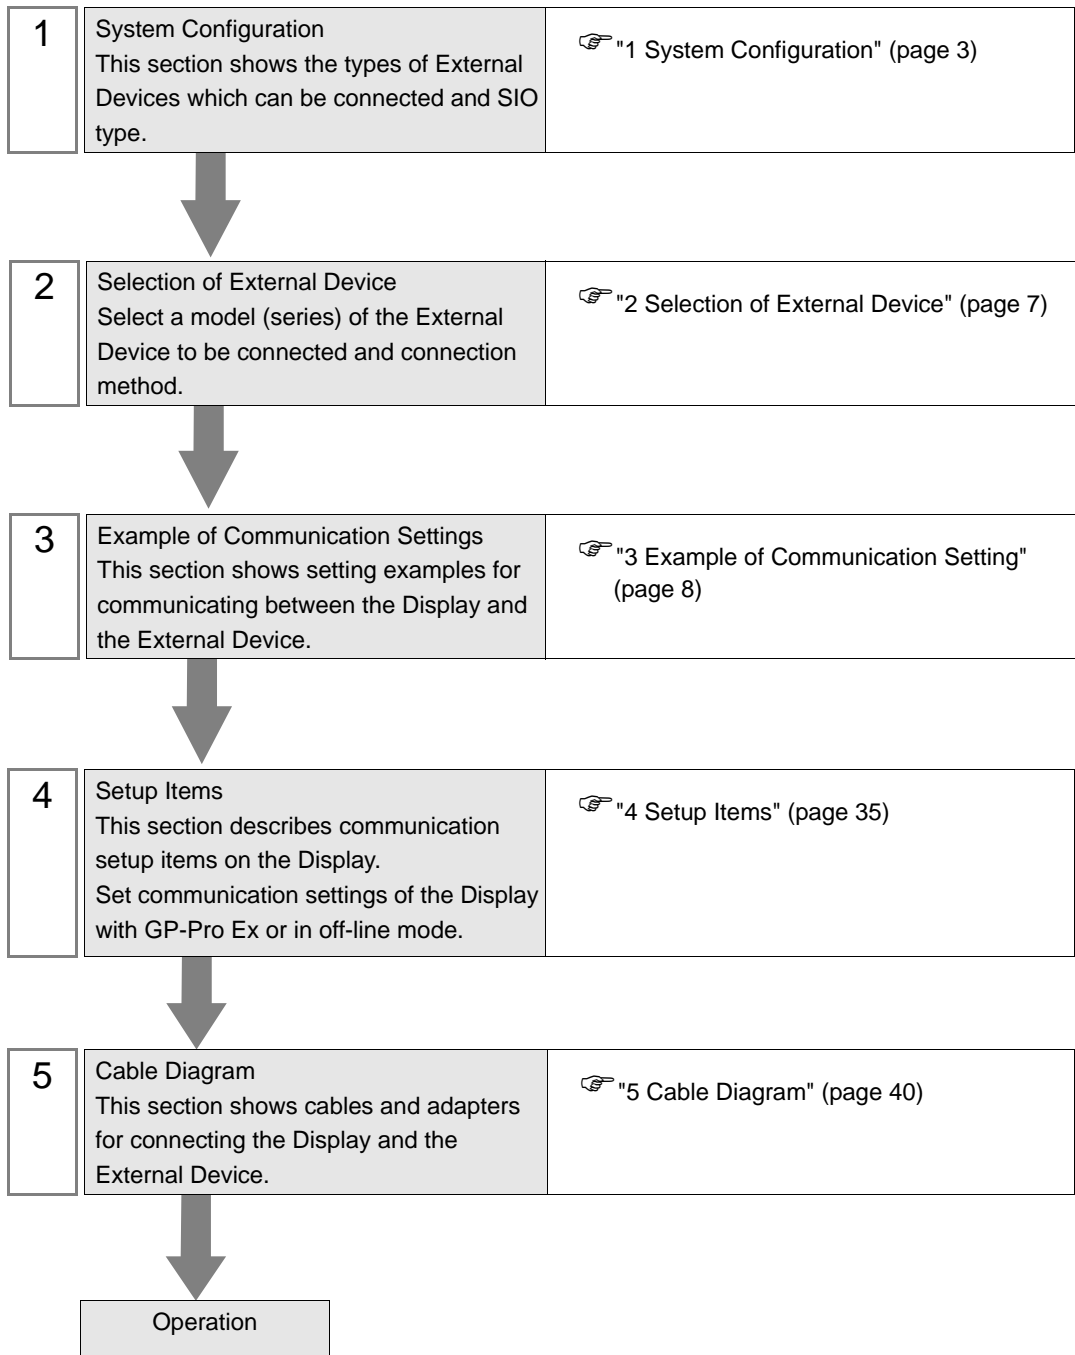 1
System Configuration
This section shows the types of External
Devices which can be connected and SIO
type.
"1 System Configuration" (page 3)
2
Selection of External Device
Select a model (series) of the External
Device to be connected and connection
method.
"2 Selection of External Device" (page 7)
3
Example of Communication Settings
This section shows setting examples for
communicating between the Display and
the External Device.
"3 Example of Communication Setting"
(page 8)
4
Setup Items
This section describes communication
setup items on the Display.
Set communication settings of the Display
with GP-Pro Ex or in off-line mode.
"4 Setup Items" (page 35)
5
Cable Diagram
This section shows cables and adapters
for connecting the Display and the
External Device.
"5 Cable Diagram" (page 40)
Operation